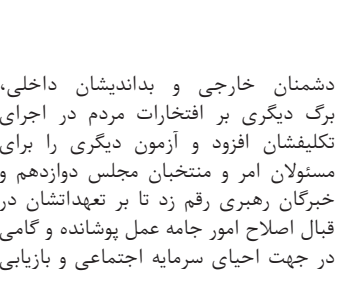 دشمنان خارجی و بداندیشان داخلی،
برگ دیگری بر افتخارات مردم در اجرای
تکلیفشان افزود و آزمون دیگری را برای
مسئولان امر و منتخبان مجلس دوازدهم و
خبرگان رهبری رقم زد تا بر تعهداتشان در
قبال اصلاح امور جامه عمل پوشانده و گامی
در جهت احیای سرمایه اجتماعی و بازیابی